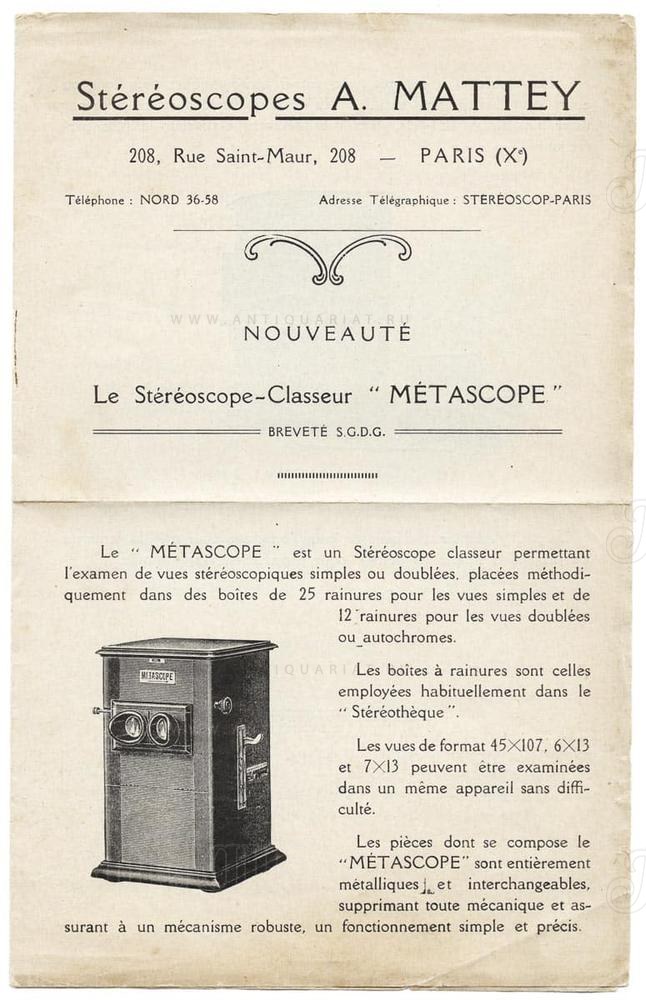 Stéréoscopes A. MATTEY
208, Rue Saint-Maur, 208 — PARIS (Xᵉ)
Téléphone : NORD 36-58 Adresse Télégraphique : STÉRÉOSCOP-PARIS
WWW.ANTIQUARIAT.RU
NOUVEAUTÉ
Le Stéréoscope-Classeur “ MÉTASCOPE ”
BREVETÉ S.G.D.G.
Le “ MÉTASCOPE ” est un Stéréoscope classeur permettant
l'examen de vues stéréoscopiques simples ou doublées, placées méthodi-
quement dans des boîtes de 25 rainures pour les vues simples et de
12 rainures pour les vues doublées
ou autochromes.
MÉTASCOPE
Les boîtes à rainures sont celles
employées habituellement dans le
“ Stéréothèque ”.
Les vues de format 45×107, 6×13
et 7×13 peuvent être examinées
dans un même appareil sans diffi-
culté.
Les pièces dont se compose le
“MÉTASCOPE” sont entièrement
métalliques et interchangeables,
supprimant toute mécanique et as-
surant à un mécanisme robuste, un fonctionnement simple et précis.